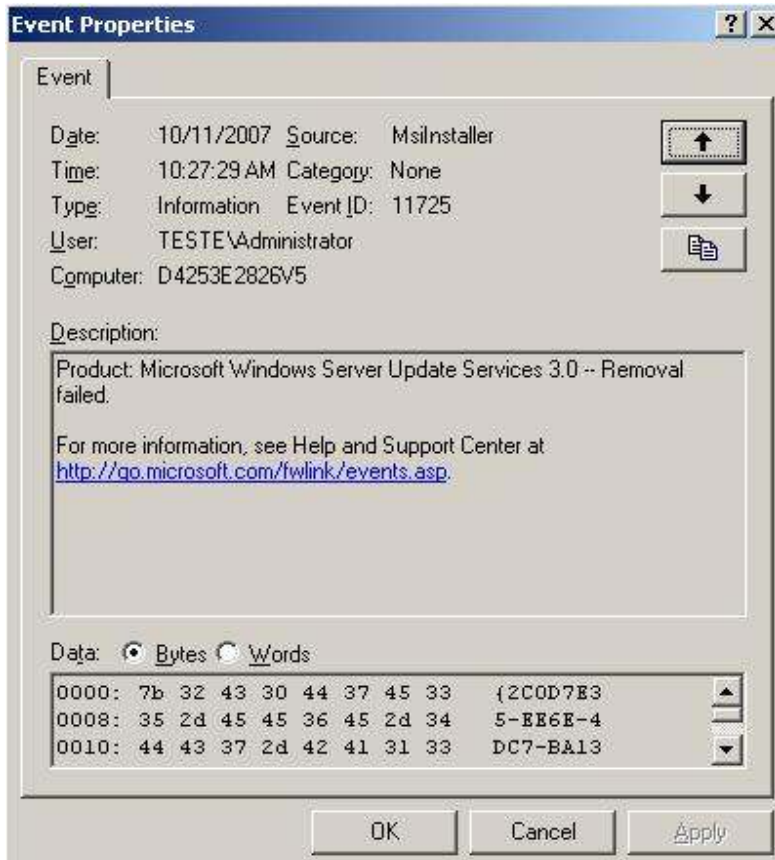 Event Properties
Event
Date: 10/11/2007 Source: MsiInstaller
Time: 10:27:29 AM Category: None
Type: Information Event ID: 11725
User: TESTE\Administrator
Computer: D4253E2826V5
Description:
Product: Microsoft Windows Server Update Services 3.0 -- Removal
failed.
For more information, see Help and Support Center at
http://go.microsoft.com/fwlink/events.asp.
Data: Bytes Words
0000: 7b 32 43 30 44 37 45 33 {2C0D7E3
0008: 35 2d 45 45 36 45 2d 34 5-EE6E-4
0010: 44 43 37 2d 42 41 31 33 DC7-BA13
OK Cancel Apply